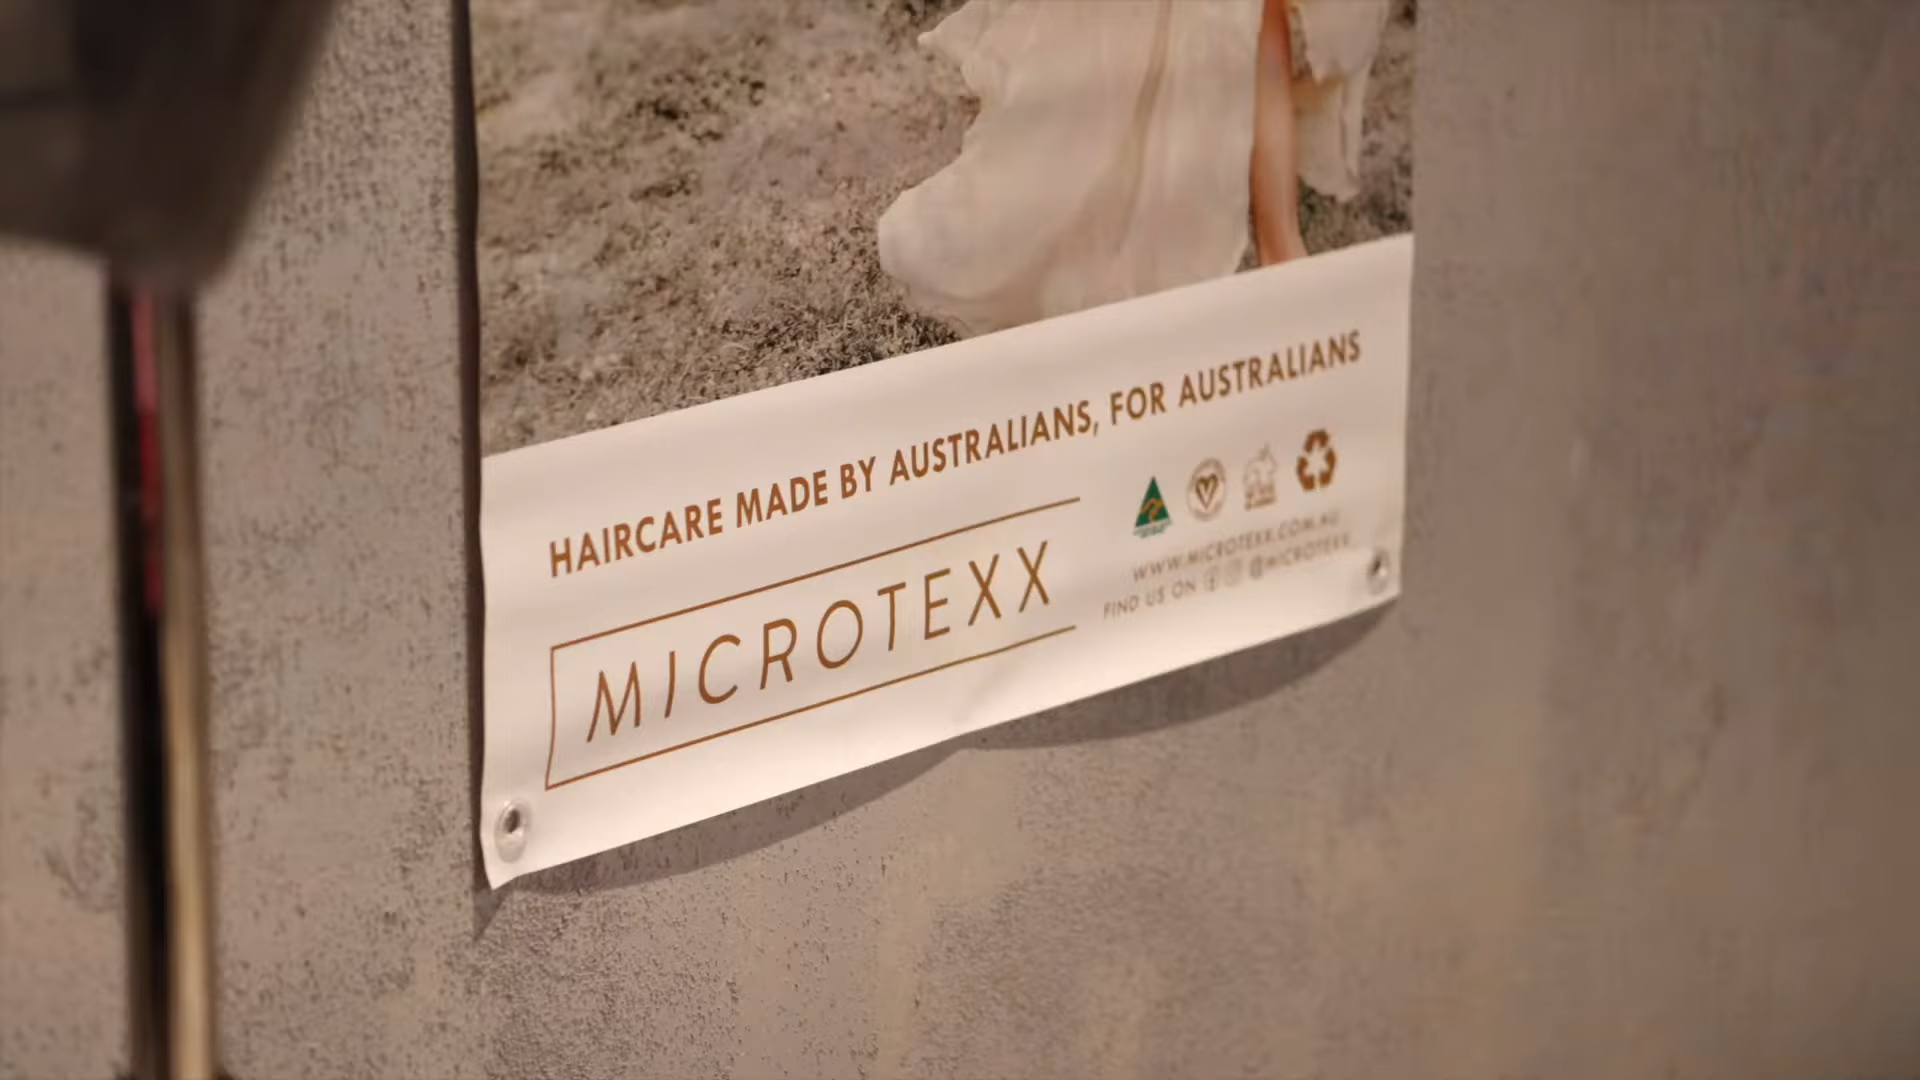 HAIRCARE MADE BY AUSTRALIANS, FOR AUSTRALIANS
MICROTEXX
WWW.MICROTEXX.COM.AU
FIND US ON @MICROTEXX